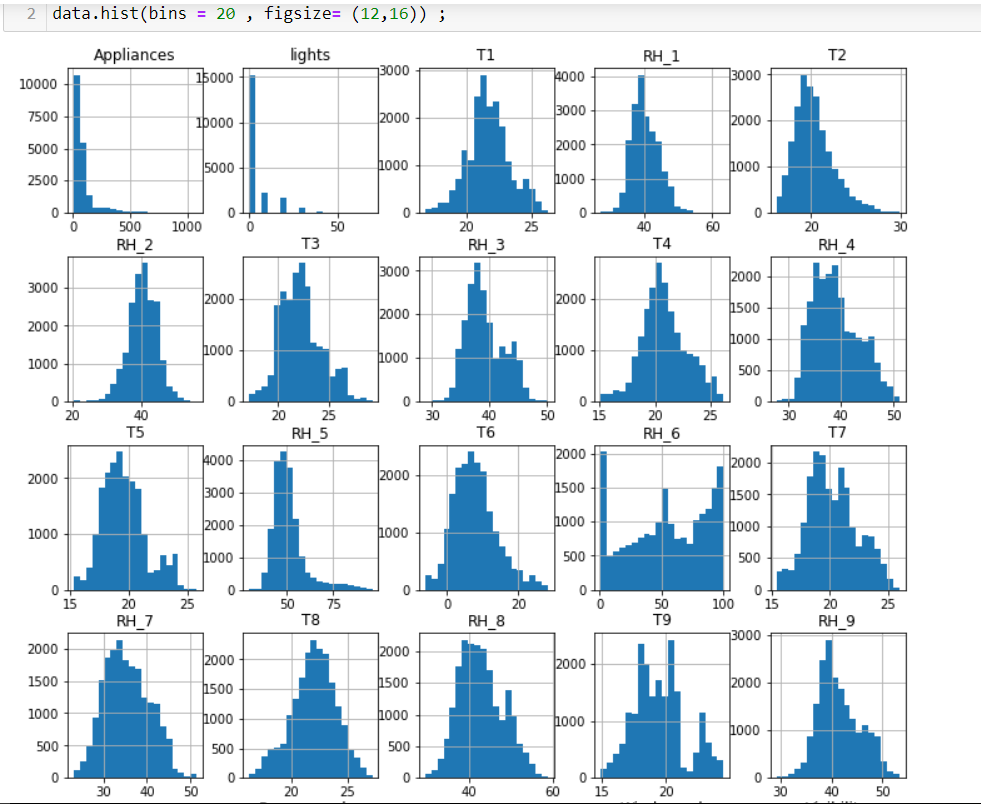 2 data.hist(bins = 20 , figsize= (12,16)) ;
Appliances lights T1 RH_1 T2
10000 7500 5000 2500 0
0 500 1000
15000 10000 5000 0
0 50
3000 2000 1000 0
20 25
4000 3000 2000 1000 0
40 60
3000 2000 1000 0
20 30
RH_2 T3 RH_3 T4 RH_4
3000 2000 1000 0
20 40
2000 1000 0
20 25
3000 2000 1000 0
30 40 50
2000 1000 0
15 20 25
2000 1500 1000 500 0
30 40 50
T5 RH_5 T6 RH_6 T7
2000 1000 0
15 20 25
4000 3000 2000 1000 0
50 75
2000 1000 0
0 20
2000 1500 1000 500 0
0 50 100
2000 1500 1000 500 0
15 20 25
RH_7 T8 RH_8 T9 RH_9
2000 1500 1000 500 0
30 40 50
2000 1500 1000 500 0
20 25
2000 1500 1000 500 0
40 60
2000 1000 0
15 20
3000 2000 1000 0
30 40 50